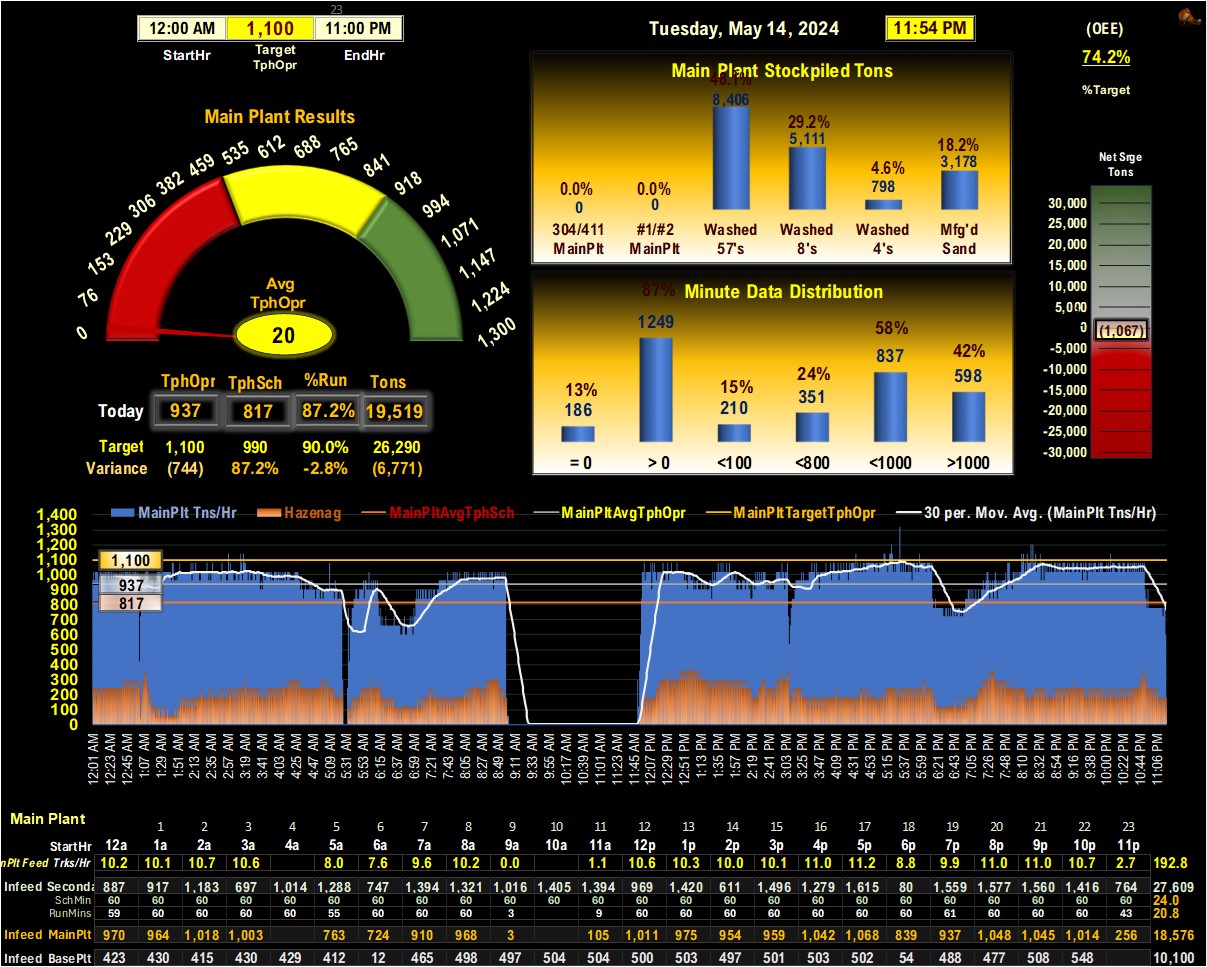 23
12:00 AM 1,100 11:00 PM
StartHr Target TphOpr EndHr
Tuesday, May 14, 2024 11:54 PM
(OEE)
74.2%
%Target
Main Plant Results
0 76 153 229 306 382 459 535 612 688 765 841 918 994 1,071 1,147 1,224 1,300
Avg
TphOpr
20
TphOpr TphSch %Run Tons
Today 937 817 87.2% 19,519
Target 1,100 990 90.0% 26,290
Variance (744) 87.2% -2.8% (6,771)
Main Plant Stockpiled Tons
0.0% 0.0% 46.1% 29.2% 4.6% 18.2%
0 0 8,406 5,111 798 3,178
304/411 #1/#2 Washed Washed Washed Mfg'd
MainPlt MainPlt 57's 8's 4's Sand
Minute Data Distribution
13% 87% 15% 24% 58% 42%
186 1249 210 351 837 598
= 0 > 0 <100 <800 <1000 >1000
Net Srge
Tons
30,000
25,000
20,000
15,000
10,000
5,000
0
(1,067)
-5,000
-10,000
-15,000
-20,000
-25,000
-30,000
MainPlt Tns/Hr Hazenag MainPltAvgTphSch MainPltAvgTphOpr MainPltTargetTphOpr 30 per. Mov. Avg. (MainPlt Tns/Hr)
1,400
1,300
1,200
1,100
1,000
900
800
700
600
500
400
300
200
100
0
1,100
937
817
12:01 AM 12:23 AM 12:45 AM 1:07 AM 1:29 AM 1:51 AM 2:13 AM 2:35 AM 2:57 AM 3:19 AM 3:41 AM 4:03 AM 4:25 AM 4:47 AM 5:09 AM 5:31 AM 5:53 AM 6:15 AM 6:37 AM 6:59 AM 7:21 AM 7:43 AM 8:05 AM 8:27 AM 8:49 AM 9:11 AM 9:33 AM 9:55 AM 10:17 AM 10:39 AM 11:01 AM 11:23 AM 11:45 AM 12:07 PM 12:29 PM 12:51 PM 1:13 PM 1:35 PM 1:57 PM 2:19 PM 2:41 PM 3:03 PM 3:25 PM 3:47 PM 4:09 PM 4:31 PM 4:53 PM 5:15 PM 5:37 PM 5:59 PM 6:21 PM 6:43 PM 7:05 PM 7:26 PM 7:48 PM 8:10 PM 8:32 PM 8:54 PM 9:16 PM 9:38 PM 10:00 PM 10:22 PM 10:44 PM 11:06 PM
Main Plant
1 2 3 4 5 6 7 8 9 10 11 12 13 14 15 16 17 18 19 20 21 22 23
StartHr 12a 1a 2a 3a 4a 5a 6a 7a 8a 9a 10a 11a 12p 1p 2p 3p 4p 5p 6p 7p 8p 9p 10p 11p
nPlt Feed Trks/Hr 10.2 10.1 10.7 10.6 8.0 7.6 9.6 10.2 0.0 1.1 10.6 10.3 10.0 10.1 11.0 11.2 8.8 9.9 11.0 11.0 10.7 2.7 192.8
Infeed Seconda 887 917 1,183 697 1,014 1,288 747 1,394 1,321 1,016 1,405 1,394 969 1,420 611 1,496 1,279 1,615 80 1,559 1,577 1,560 1,416 764 27,609
SchMin 60 60 60 60 60 60 60 60 60 60 60 60 60 60 60 60 60 60 60 60 60 60 60 60 24.0
RunMins 59 60 60 60 55 60 60 60 3 9 60 60 60 60 60 60 60 61 60 60 60 43 20.8
Infeed MainPlt 970 964 1,018 1,003 763 724 910 968 3 105 1,011 975 954 959 1,042 1,068 839 937 1,048 1,045 1,014 256 18,576
Infeed BasePlt 423 430 415 430 429 412 12 465 498 497 504 504 500 503 497 501 503 502 54 488 477 508 548 10,100